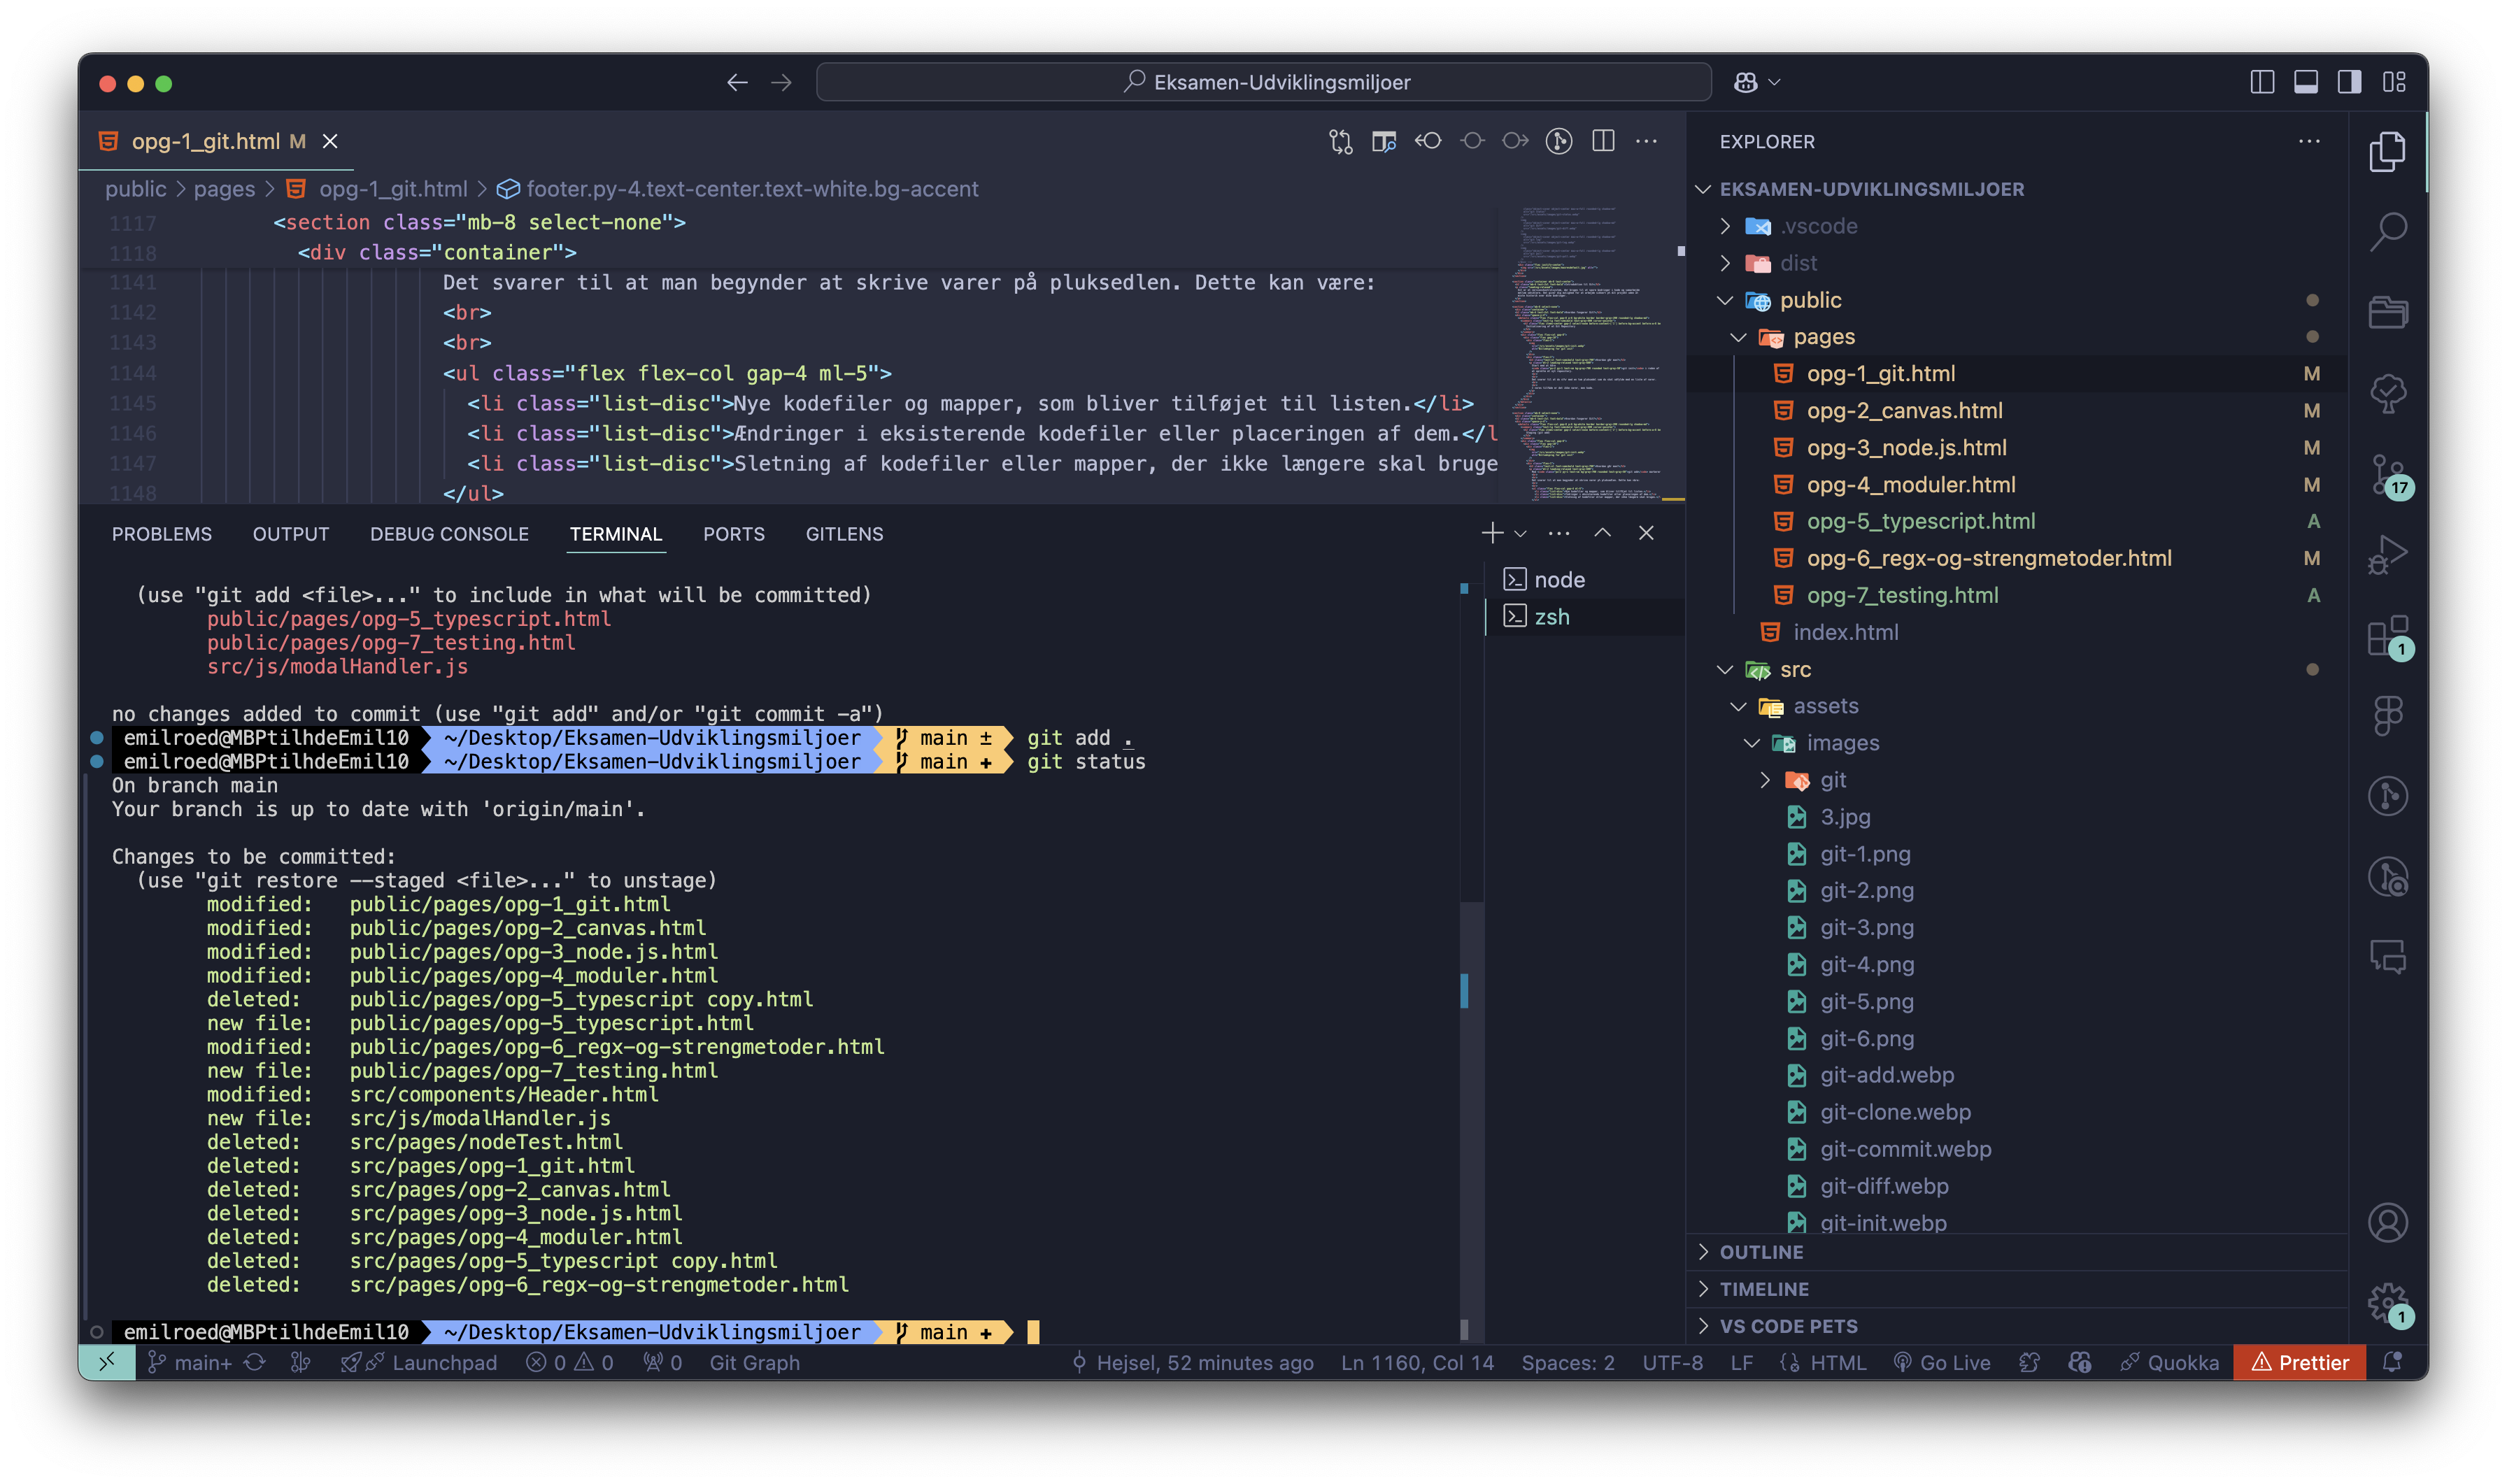 Eksamen-Udviklingsmiljoer
opg-1_git.html M
public > pages > opg-1_git.html > footer.py-4.text-center.text-white.bg-accent
1117 <section class="mb-8 select-none">
1118 <div class="container">
1141 Det svarer til at man begynder at skrive varer på pluksedlen. Dette kan være:
1142 <br>
1143 <br>
1144 <ul class="flex flex-col gap-4 ml-5">
1145 <li class="list-disc">Nye kodefiler og mapper, som bliver tilføjet til listen.</li>
1146 <li class="list-disc">Ændringer i eksisterende kodefiler eller placeringen af dem.</l
1147 <li class="list-disc">Sletning af kodefiler eller mapper, der ikke længere skal bruge
1148 </ul>
PROBLEMS OUTPUT DEBUG CONSOLE TERMINAL PORTS GITLENS
(use "git add <file>..." to include in what will be committed)
public/pages/opg-5_typescript.html
public/pages/opg-7_testing.html
src/js/modalHandler.js
no changes added to commit (use "git add" and/or "git commit -a")
emilroed@MBPtilhdeEmil10 ~/Desktop/Eksamen-Udviklingsmiljoer main ± git add .
emilroed@MBPtilhdeEmil10 ~/Desktop/Eksamen-Udviklingsmiljoer main + git status
On branch main
Your branch is up to date with 'origin/main'.
Changes to be committed:
(use "git restore --staged <file>..." to unstage)
modified: public/pages/opg-1_git.html
modified: public/pages/opg-2_canvas.html
modified: public/pages/opg-3_node.js.html
modified: public/pages/opg-4_moduler.html
deleted: public/pages/opg-5_typescript copy.html
new file: public/pages/opg-5_typescript.html
modified: public/pages/opg-6_regx-og-strengmetoder.html
new file: public/pages/opg-7_testing.html
modified: src/components/Header.html
new file: src/js/modalHandler.js
deleted: src/pages/nodeTest.html
deleted: src/pages/opg-1_git.html
deleted: src/pages/opg-2_canvas.html
deleted: src/pages/opg-3_node.js.html
deleted: src/pages/opg-4_moduler.html
deleted: src/pages/opg-5_typescript copy.html
deleted: src/pages/opg-6_regx-og-strengmetoder.html
emilroed@MBPtilhdeEmil10 ~/Desktop/Eksamen-Udviklingsmiljoer main +
node
zsh
EXPLORER
EKSAMEN-UDVIKLINGSMILJOER
.vscode
dist
public
pages
opg-1_git.html M
opg-2_canvas.html M
opg-3_node.js.html M
opg-4_moduler.html M
opg-5_typescript.html A
opg-6_regx-og-strengmetoder.html M
opg-7_testing.html A
index.html
src
assets
images
git
3.jpg
git-1.png
git-2.png
git-3.png
git-4.png
git-5.png
git-6.png
git-add.webp
git-clone.webp
git-commit.webp
git-diff.webp
git-init.webp
OUTLINE
TIMELINE
VS CODE PETS
17
1
1
main+ Launchpad 0 0 0 Git Graph Hejsel, 52 minutes ago Ln 1160, Col 14 Spaces: 2 UTF-8 LF HTML Go Live Quokka Prettier